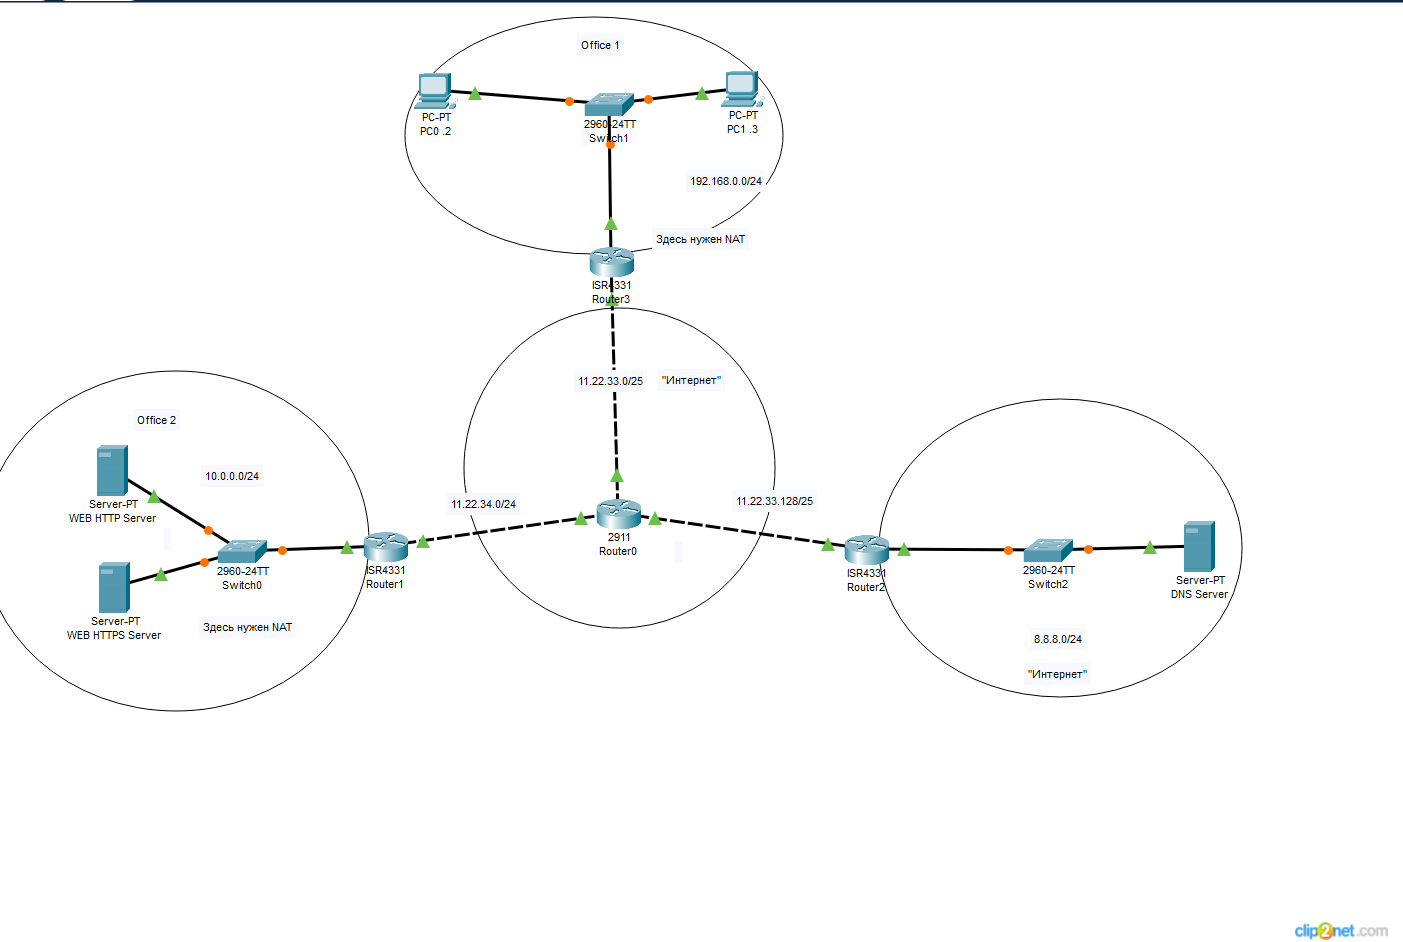 Office 1
PC-PT
PC0 .2
2960-24TT
Switch1
PC-PT
PC1 .3
192.168.0.0/24
Здесь нужен NAT
ISR4331
Router3
11.22.33.0/25
"Интернет"
Office 2
10.0.0.0/24
Server-PT
WEB HTTP Server
11.22.34.0/24
11.22.33.128/25
2911
Router0
2960-24TT
Switch0
ISR4331
Router1
ISR4331
Router2
2960-24TT
Switch2
Server-PT
DNS Server
Server-PT
WEB HTTPS Server
Здесь нужен NAT
8.8.8.0/24
"Интернет"
clip2net.com